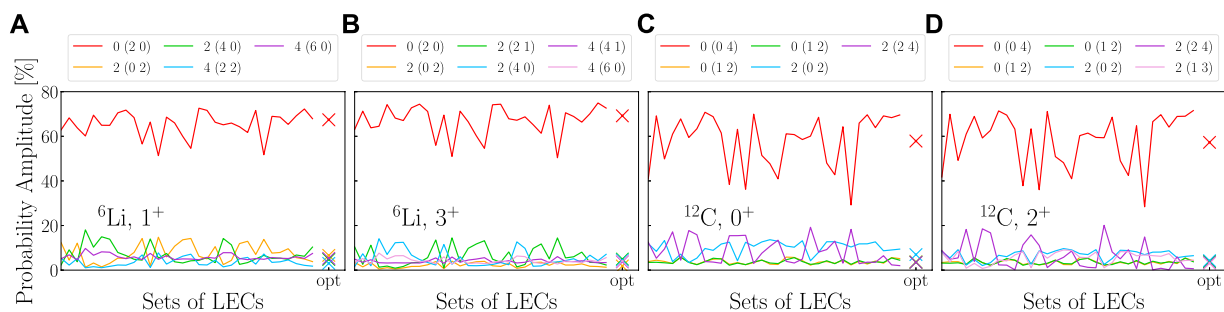 A B C D
0 (2 0) 2 (4 0) 4 (6 0)
2 (0 2) 4 (2 2)
0 (2 0) 2 (2 1) 4 (4 1)
2 (0 2) 2 (4 0) 4 (6 0)
0 (0 4) 0 (1 2) 2 (2 4)
0 (1 2) 2 (0 2)
0 (0 4) 0 (1 2) 2 (2 4)
0 (1 2) 2 (0 2) 2 (1 3)
Probability Amplitude [%]
80
60
40
20
0
⁶Li, 1⁺
⁶Li, 3⁺
¹²C, 0⁺
¹²C, 2⁺
opt
opt
opt
opt
Sets of LECs
Sets of LECs
Sets of LECs
Sets of LECs